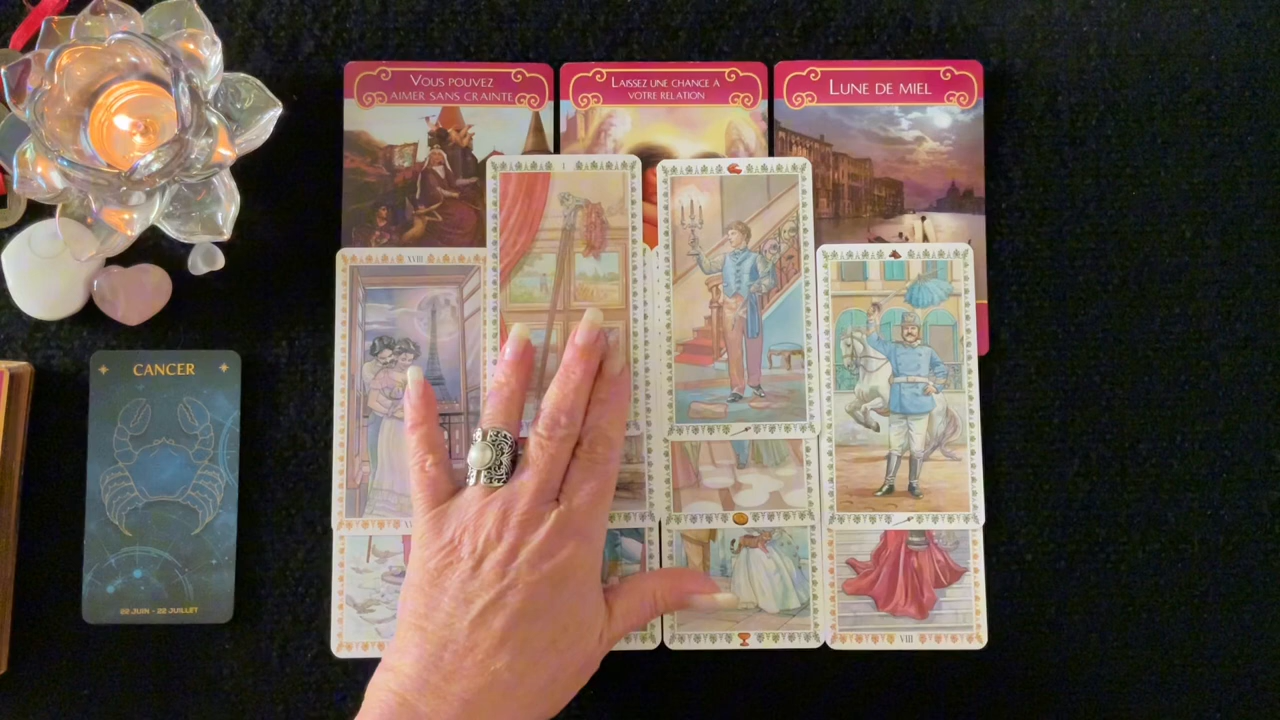 VOUS POUVEZ
AIMER SANS CRAINTE
LAISSEZ UNE CHANCE À
VOTRE RELATION
LUNE DE MIEL
XVIII
I
CANCER
22 JUIN - 22 JUILLET
VIII